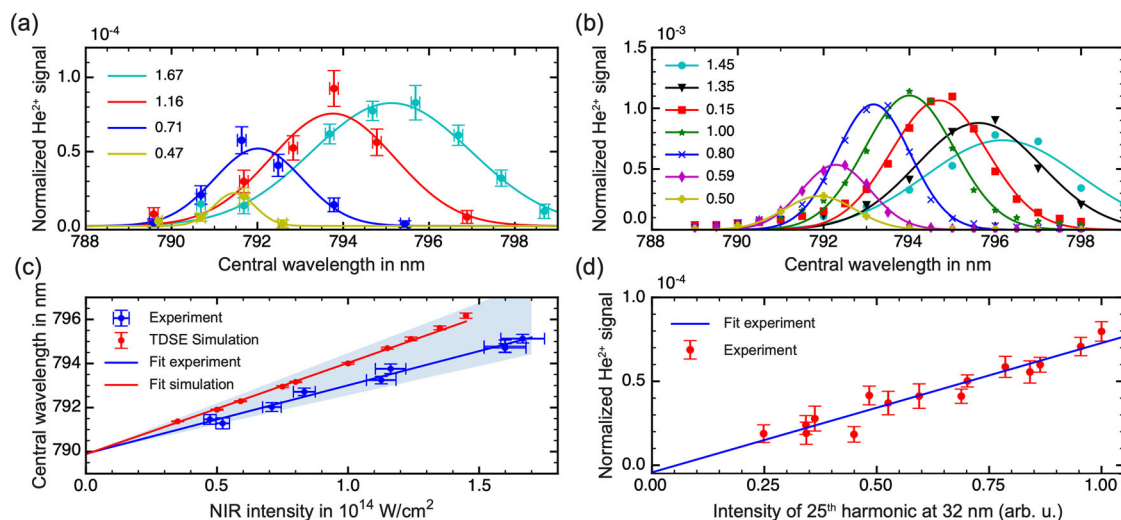 (a)
10-4
Normalized He2+ signal
1.0
0.5
0.0
1.67
1.16
0.71
0.47
788 790 792 794 796 798
Central wavelength in nm
(b)
10-3
Normalized He2+ signal
1.5
1.0
0.5
0.0
1.45
1.35
0.15
1.00
0.80
0.59
0.50
788 790 792 794 796 798
Central wavelength in nm
(c)
Central wavelength in nm
796
794
792
790
Experiment
TDSE Simulation
Fit experiment
Fit simulation
0.0 0.5 1.0 1.5
NIR intensity in 1014 W/cm2
(d)
10-4
Normalized He2+ signal
1.0
0.5
0.0
Fit experiment
Experiment
0.00 0.25 0.50 0.75 1.00
Intensity of 25th harmonic at 32 nm (arb. u.)